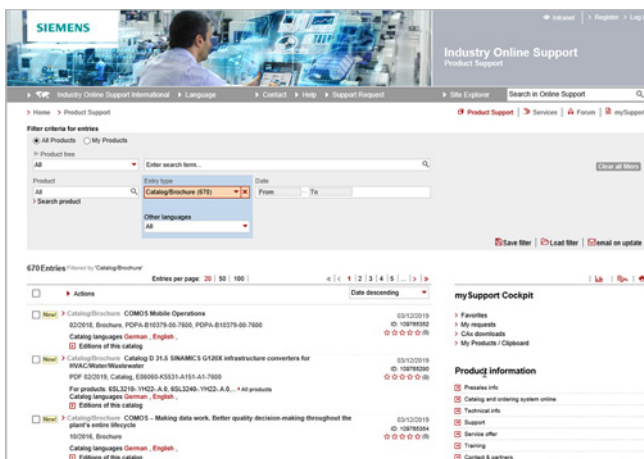 SIEMENS
Intranet > Register > Log I
Industry Online Support
Product Support
Industry Online Support International > Language > Contact > Help > Support Request > Site Explorer Search in Online Support
> Home > Product Support Product Support Services Forum mySupport
Filter criteria for entries
All Products My Products
Product tree
All Enter search term... Clear all filters
Product Entry type Date
All Catalog/Brochure (670) From To
> Search product
Other languages
All
Save filter Load filter email on update
670 Entries Filtered by 'Catalog/Brochure'
Entries per page: 20 | 50 | 100 | « < 1 | 2 | 3 | 4 | 5 | ... > »
Actions Date descending
mySupport Cockpit
New! > Catalog/Brochure COMOS Mobile Operations 03/12/2019
02/2018, Brochure, PDPA-B10379-00-7600, PDPA-B10379-00-7600
Catalog languages German , English ,
Editions of this catalog
> Favorites
> My requests
> CAx downloads
> My Products / Clipboard
New! > Catalog/Brochure Catalog D 31.5 SINAMICS G120X infrastructure converters for HVAC/Water/Wastewater 03/12/2019
PDF 02/2019, Catalog, E86060-K5531-A151-A1-7600
For products: 6SL3210-.YH22-.A.0, 6SL3240-.YH22-.A.0,... > All products
Catalog languages German , English ,
Editions of this catalog
Product information
Presales info
Catalog and ordering system online
Technical info
Support
Service offer
Training
Contact & partners
New! > Catalog/Brochure COMOS – Making data work. Better quality decision-making throughout the plant's entire lifecycle 03/12/2019
10/2016, Brochure
Catalog languages German , English ,
Editions of this catalog